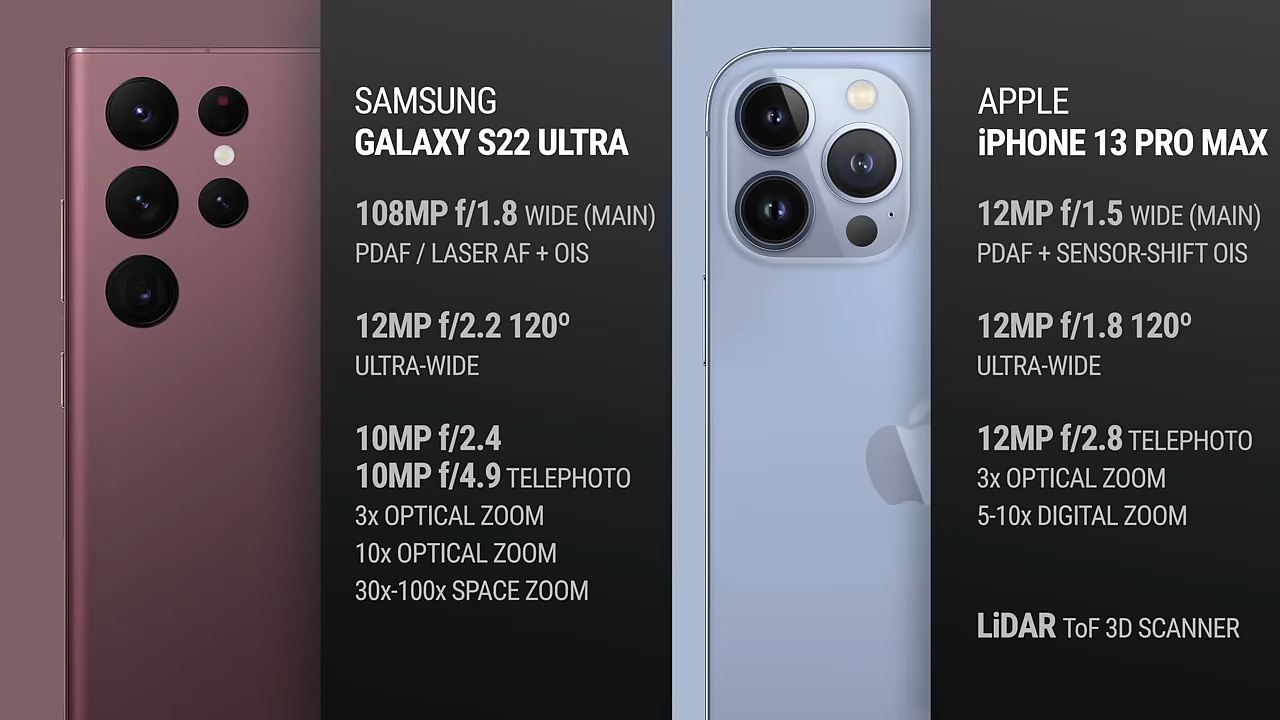 SAMSUNG
GALAXY S22 ULTRA
108MP f/1.8 WIDE (MAIN)
PDAF / LASER AF + OIS
12MP f/2.2 120º
ULTRA-WIDE
10MP f/2.4
10MP f/4.9 TELEPHOTO
3x OPTICAL ZOOM
10x OPTICAL ZOOM
30x-100x SPACE ZOOM
APPLE
iPHONE 13 PRO MAX
12MP f/1.5 WIDE (MAIN)
PDAF + SENSOR-SHIFT OIS
12MP f/1.8 120º
ULTRA-WIDE
12MP f/2.8 TELEPHOTO
3x OPTICAL ZOOM
5-10x DIGITAL ZOOM
LiDAR ToF 3D SCANNER